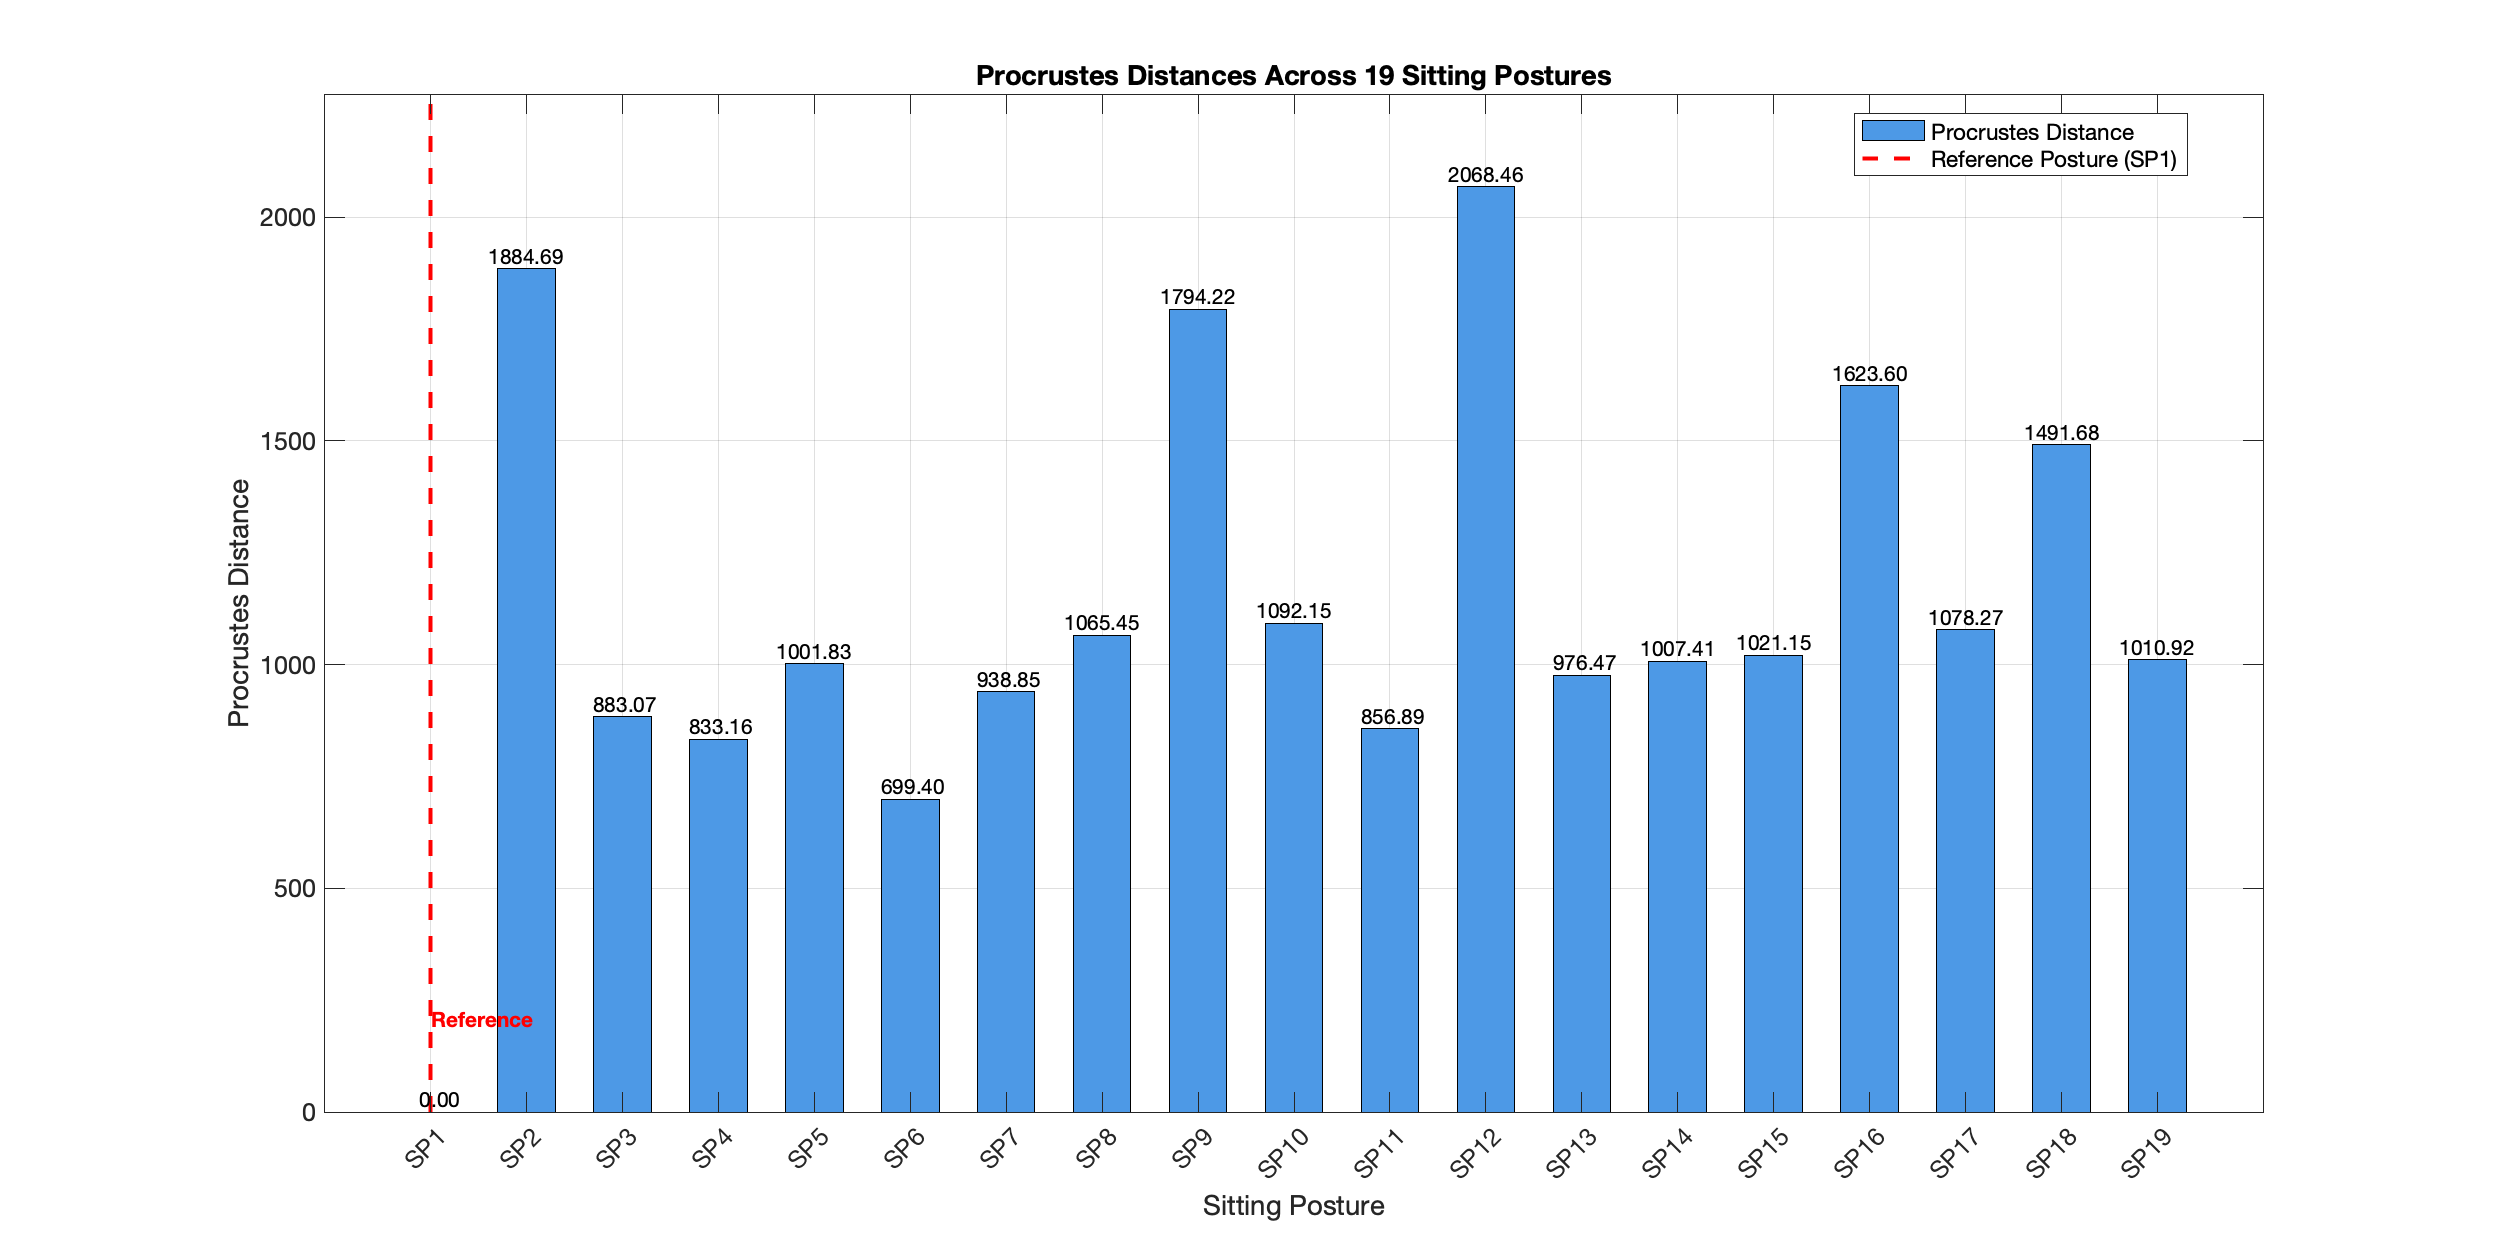 Procrustes Distances Across 19 Sitting Postures
Procrustes Distance
Reference Posture (SP1)
2000
1500
1000
500
0
Procrustes Distance
0.00
1884.69
883.07
833.16
1001.83
699.40
938.85
1065.45
1794.22
1092.15
856.89
2068.46
976.47
1007.41
1021.15
1623.60
1078.27
1491.68
1010.92
Reference
SP1
SP2
SP3
SP4
SP5
SP6
SP7
SP8
SP9
SP10
SP11
SP12
SP13
SP14
SP15
SP16
SP17
SP18
SP19
Sitting Posture